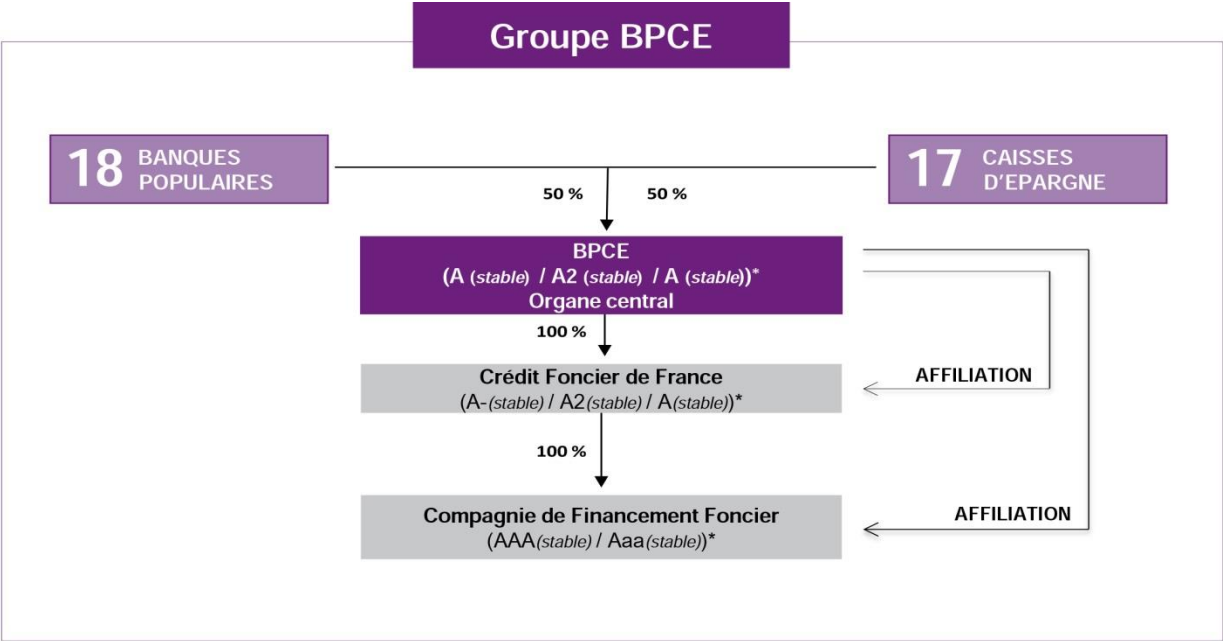 Groupe BPCE
18 BANQUES
POPULAIRES
17 CAISSES
D'EPARGNE
50 % 50 %
BPCE
(A (stable) / A2 (stable) / A (stable))*
Organe central
100 %
Crédit Foncier de France
(A-(stable) / A2(stable) / A(stable))*
AFFILIATION
100 %
Compagnie de Financement Foncier
(AAA(stable) / Aaa(stable))*
AFFILIATION